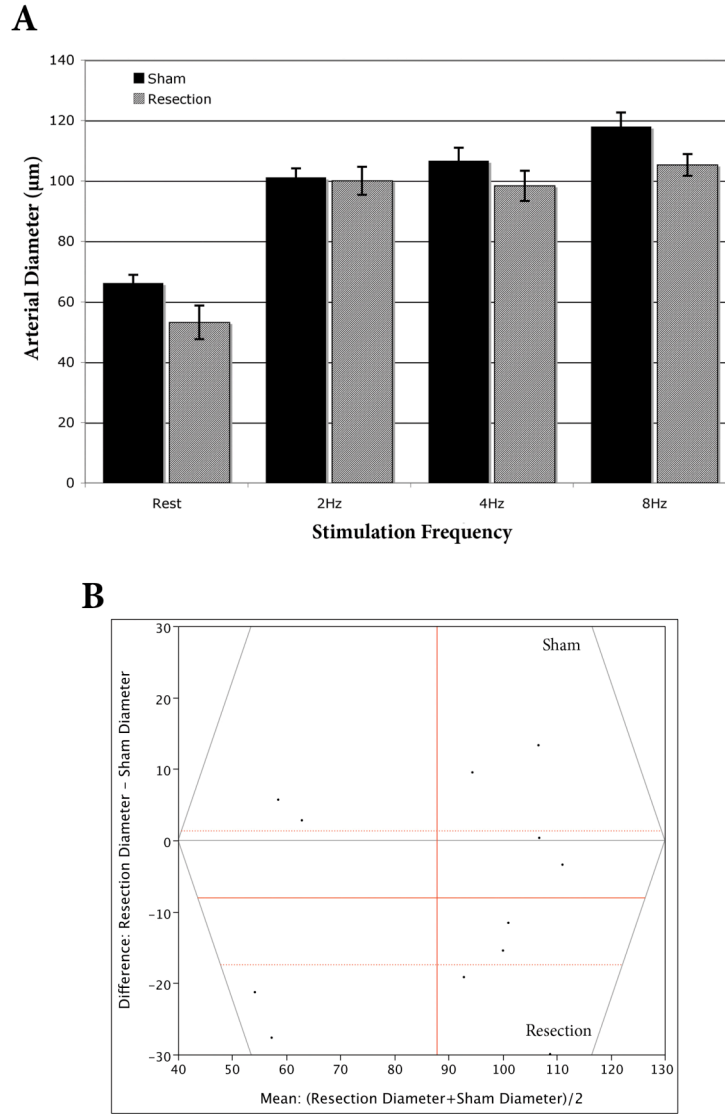 A
140
120
100
80
60
40
20
0
Arterial Diameter (μm)
Sham
Resection
Rest 2Hz 4Hz 8Hz
Stimulation Frequency
B
30
20
10
0
-10
-20
-30
Difference: Resection Diameter - Sham Diameter
Sham
Resection
40 50 60 70 80 90 100 110 120 130
Mean: (Resection Diameter+Sham Diameter)/2